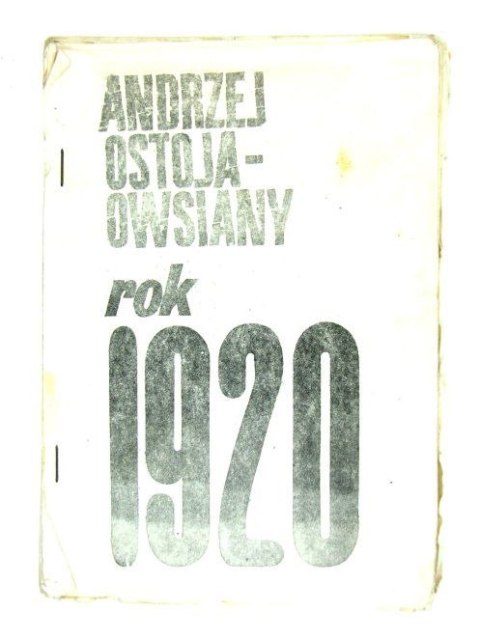 ANDRZEJ
OSTOJA-
OWSIANY
rok
1920